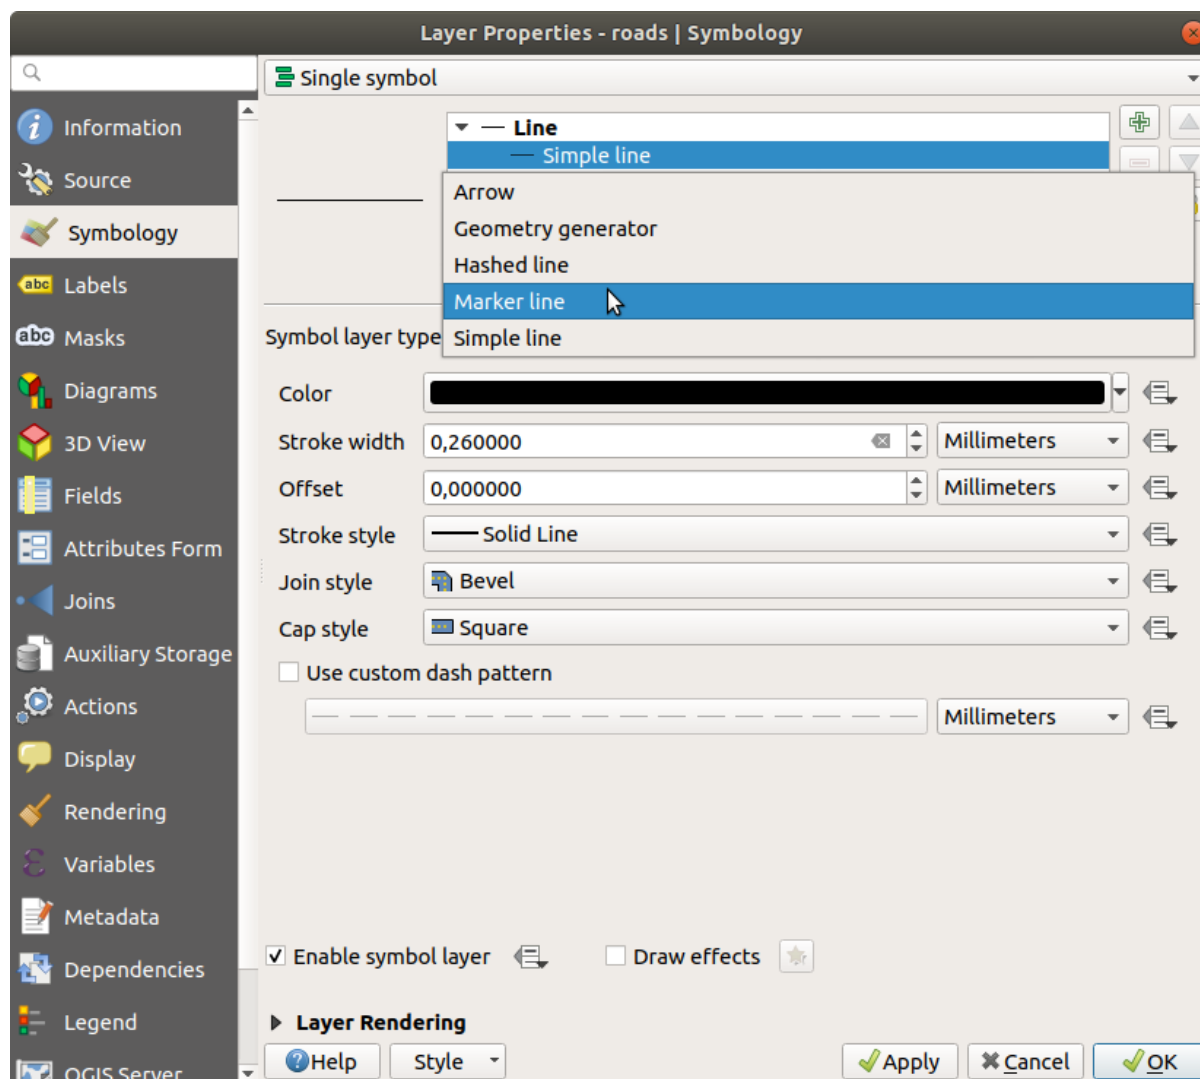 Layer Properties - roads | Symbology
Single symbol
Information
Source
Symbology
Labels
Masks
Diagrams
3D View
Fields
Attributes Form
Joins
Auxiliary Storage
Actions
Display
Rendering
Variables
Metadata
Dependencies
Legend
QGIS Server
Line
Simple line
Arrow
Geometry generator
Hashed line
Marker line
Simple line
Symbol layer type
Color
Stroke width 0,260000 Millimeters
Offset 0,000000 Millimeters
Stroke style Solid Line
Join style Bevel
Cap style Square
Use custom dash pattern
Millimeters
Enable symbol layer Draw effects
Layer Rendering
Help Style Apply Cancel OK